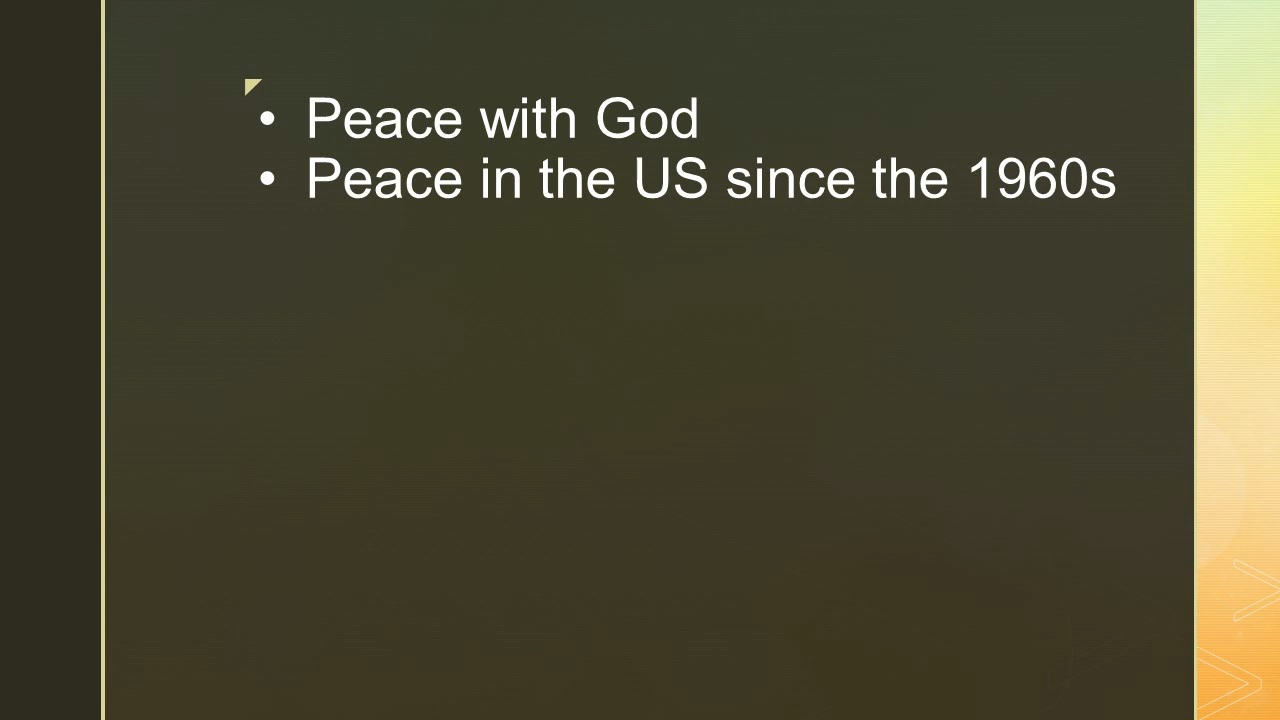 • Peace with God
• Peace in the US since the 1960s